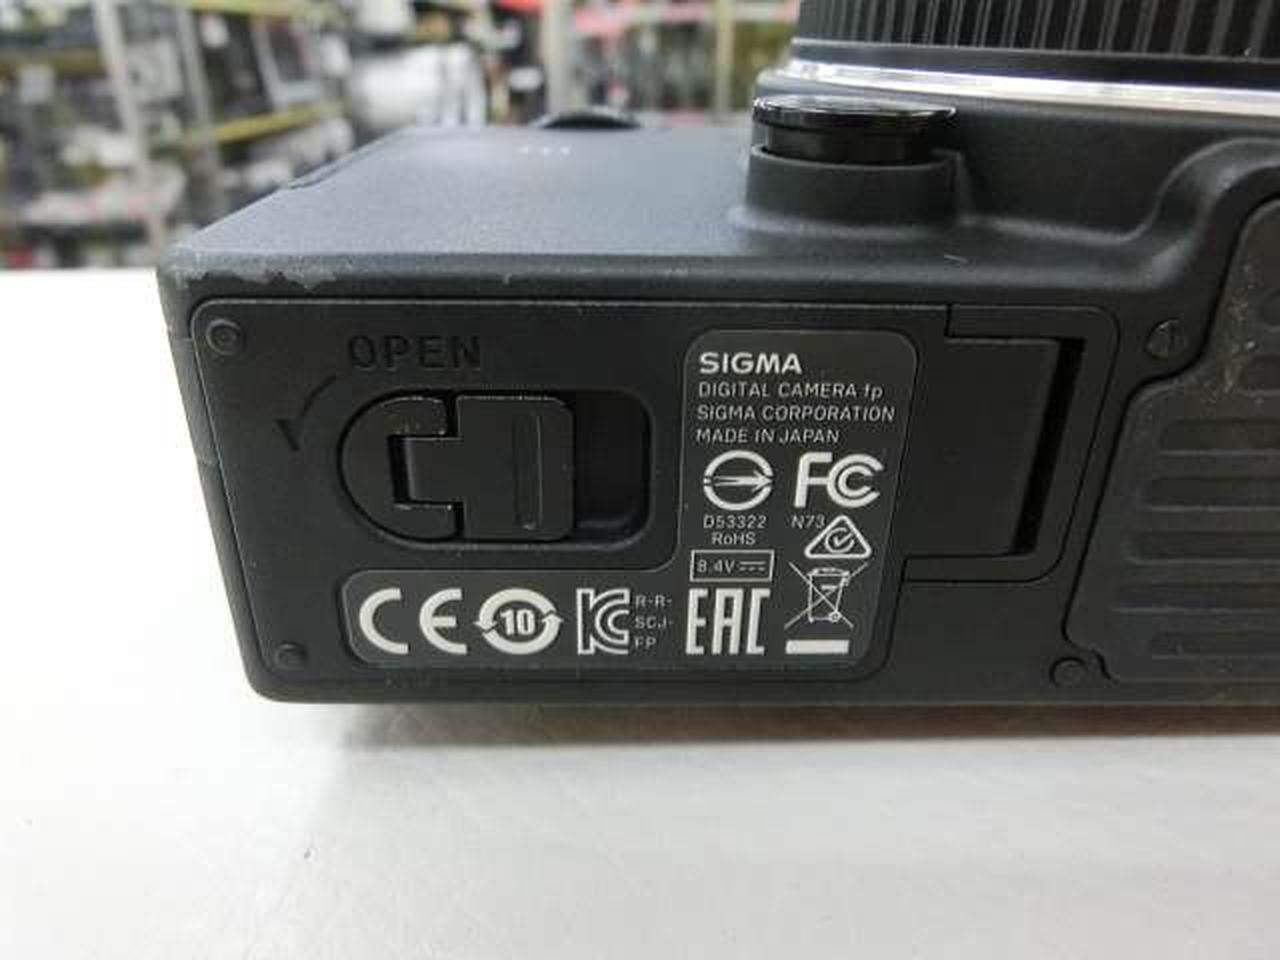 OPEN
SIGMA
DIGITAL CAMERA fp
SIGMA CORPORATION
MADE IN JAPAN
FC
D53322 N73
RoHS
8.4V
CE 10 KC R-R-
SCJ-
FP
EAC